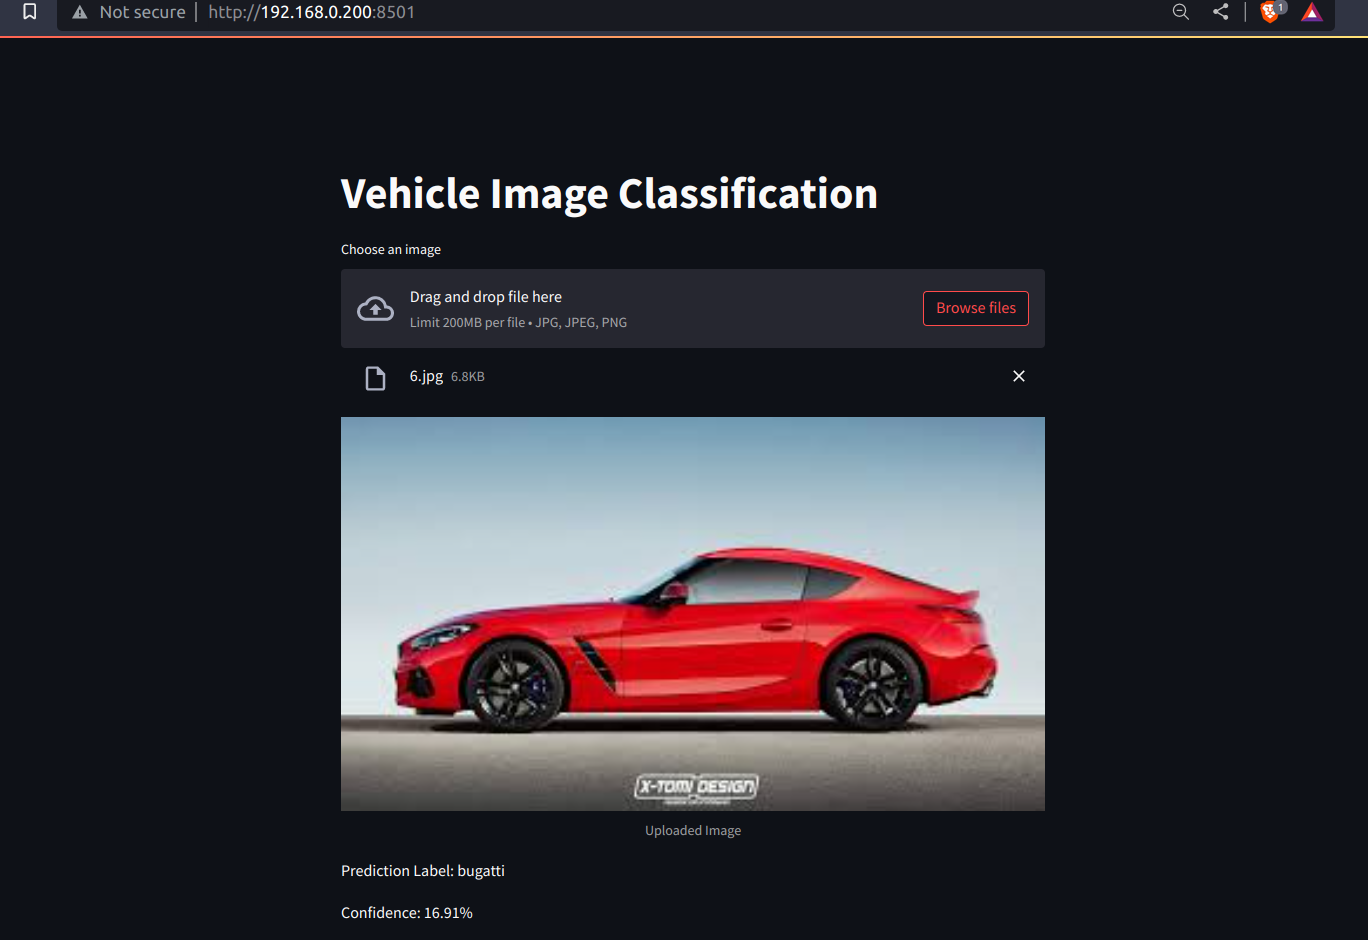 Not secure | http://192.168.0.200:8501
1
Vehicle Image Classification
Choose an image
Drag and drop file here
Limit 200MB per file • JPG, JPEG, PNG
Browse files
6.jpg 6.8KB
X-TOMI DESIGN
Uploaded Image
Prediction Label: bugatti
Confidence: 16.91%